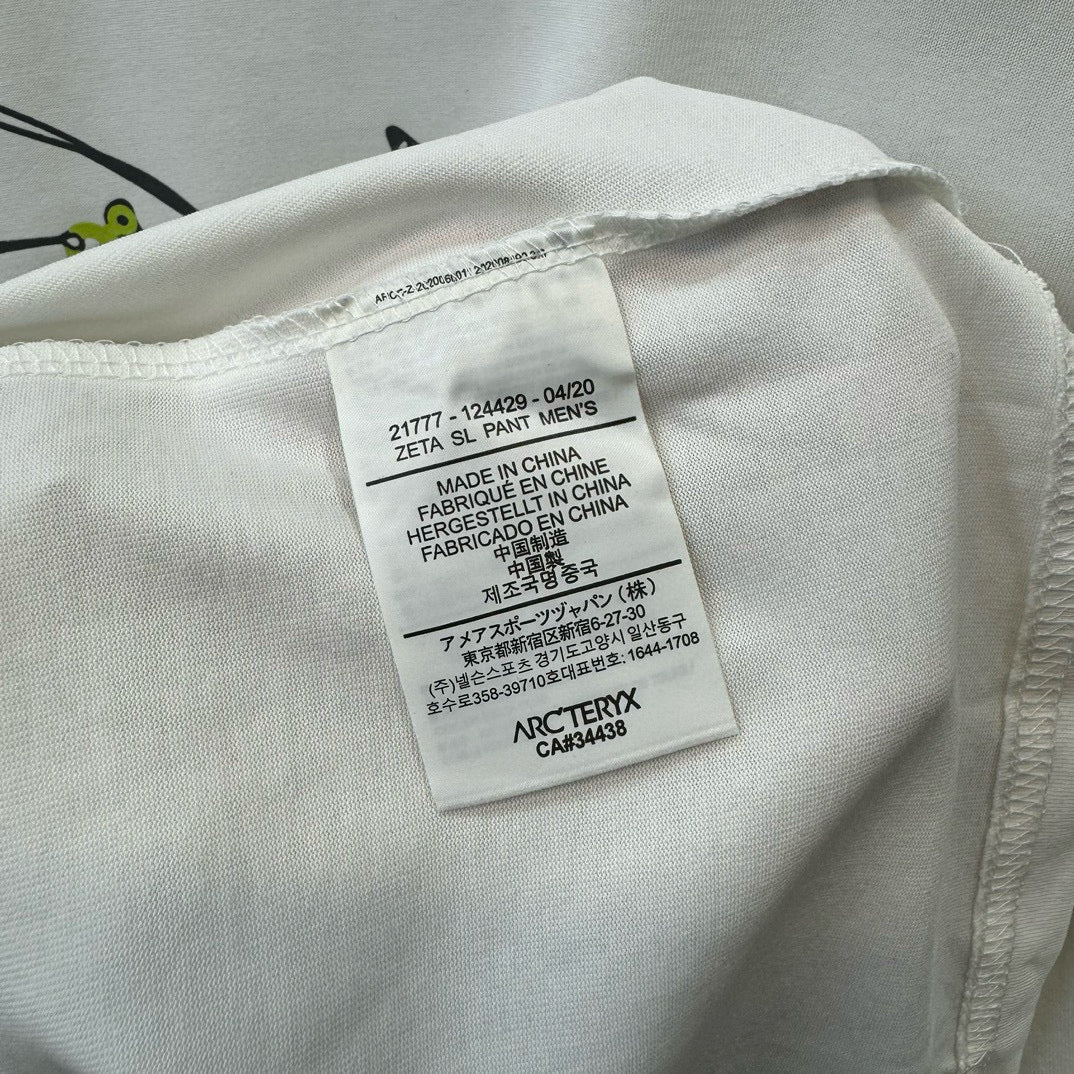 21777 - 124429 - 04/20
ZETA SL PANT MEN'S
MADE IN CHINA
FABRIQUÉ EN CHINE
HERGESTELLT IN CHINA
FABRICADO EN CHINA
中国制造
中国製
제조국명 중국
アメアスポーツヅャパン (株)
東京都新宿区新宿6-27-30
(주)넬슨스포츠 경기도고양시 일산동구
호수로358-39710호대표번호: 1644-1708
ARC'TERYX
CA#34438